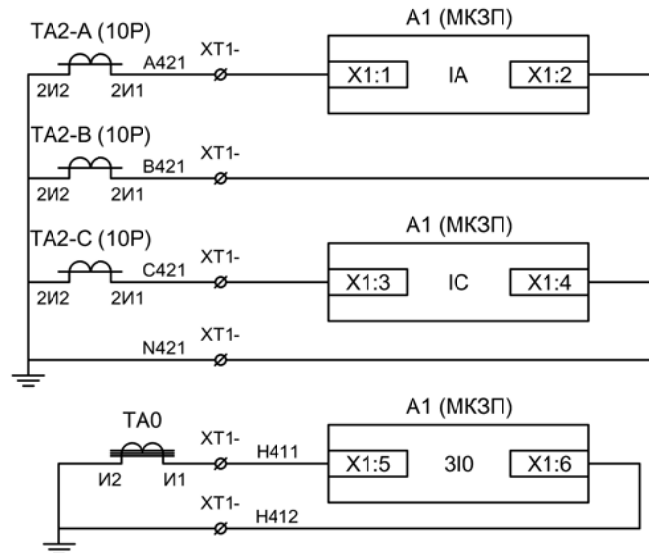 A1 (МКЗП)
TA2-A (10P)
XT1-
A421
X1:1
IA
X1:2
2И2
2И1
TA2-B (10P)
XT1-
B421
2И2
2И1
A1 (МКЗП)
TA2-C (10P)
XT1-
C421
X1:3
IC
X1:4
2И2
2И1
XT1-
N421
A1 (МКЗП)
TA0
XT1-
H411
X1:5
3I0
X1:6
И2
И1
XT1-
H412